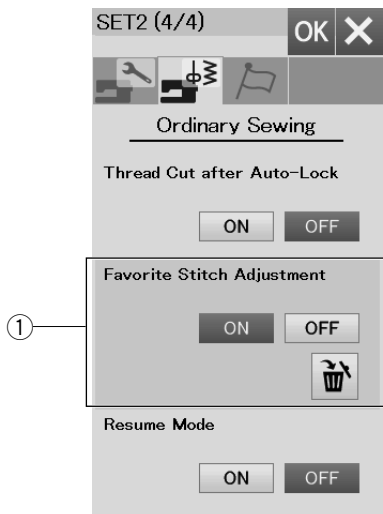 SET2 (4/4)
OK
Ordinary Sewing
Thread Cut after Auto-Lock
ON OFF
Favorite Stitch Adjustment
① ON OFF
Resume Mode
ON OFF